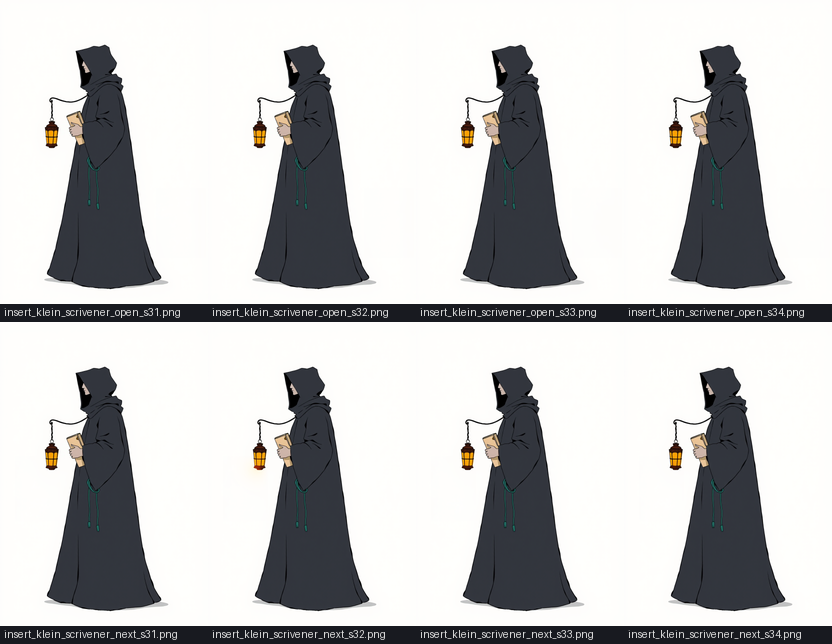 insert_klein_scrivener_open_s31.png
insert_klein_scrivener_open_s32.png
insert_klein_scrivener_open_s33.png
insert_klein_scrivener_open_s34.png
insert_klein_scrivener_next_s31.png
insert_klein_scrivener_next_s32.png
insert_klein_scrivener_next_s33.png
insert_klein_scrivener_next_s34.png